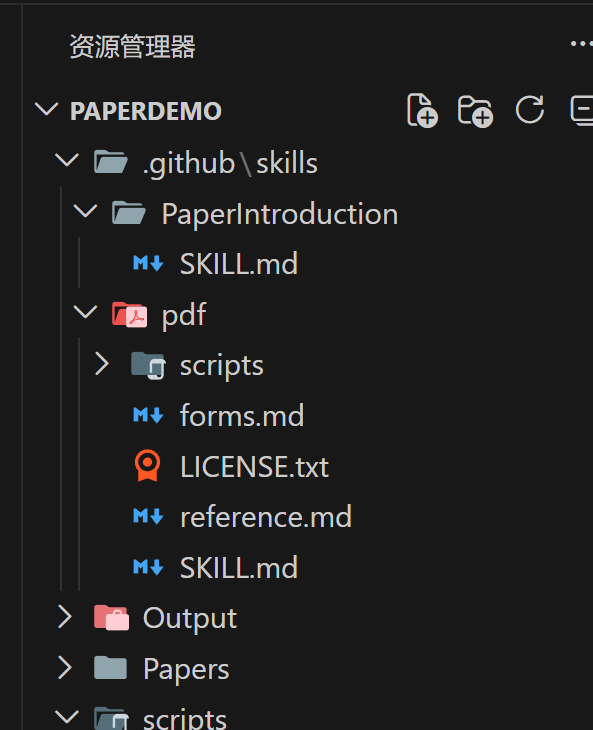 资源管理器
PAPERDEMO
.github\skills
PaperIntroduction
SKILL.md
pdf
scripts
forms.md
LICENSE.txt
reference.md
SKILL.md
Output
Papers
scripts